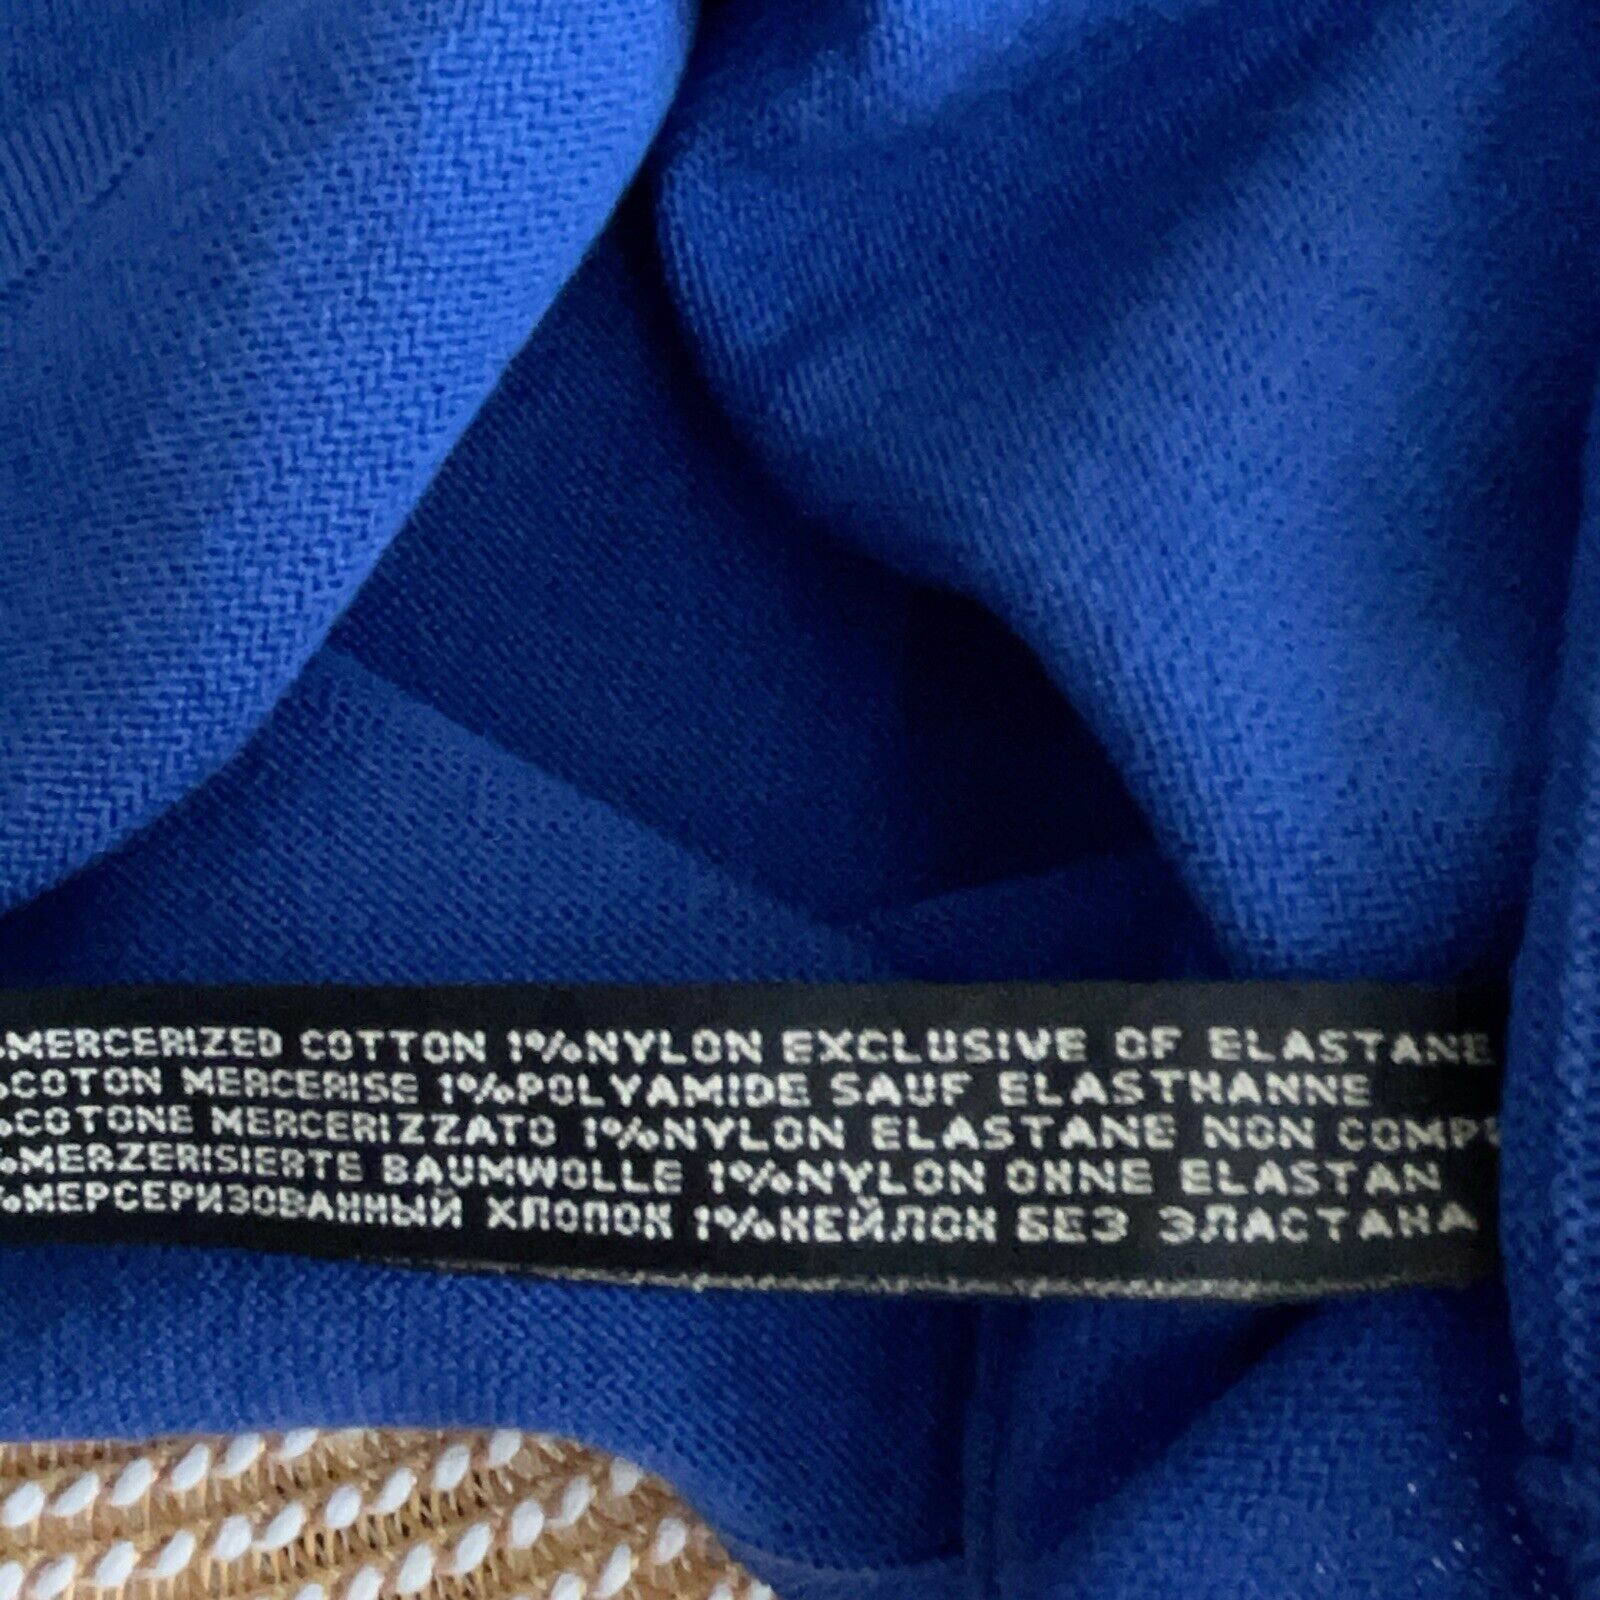 %MERCERIZED COTTON 1%NYLON EXCLUSIVE OF ELASTANE
%COTON MERCERISE 1%POLYAMIDE SAUF ELASTHANNE
%COTONE MERCERIZZATO 1%NYLON ELASTANE NON
%MERZERISIERTE BAUMWOLLE 1%NYLON OHNE ELASTAN
%МЕРСЕРИЗОВАННЫЙ ХЛОПОК 1%НЕЙЛОН БЕЗ ЭЛАСТАНА